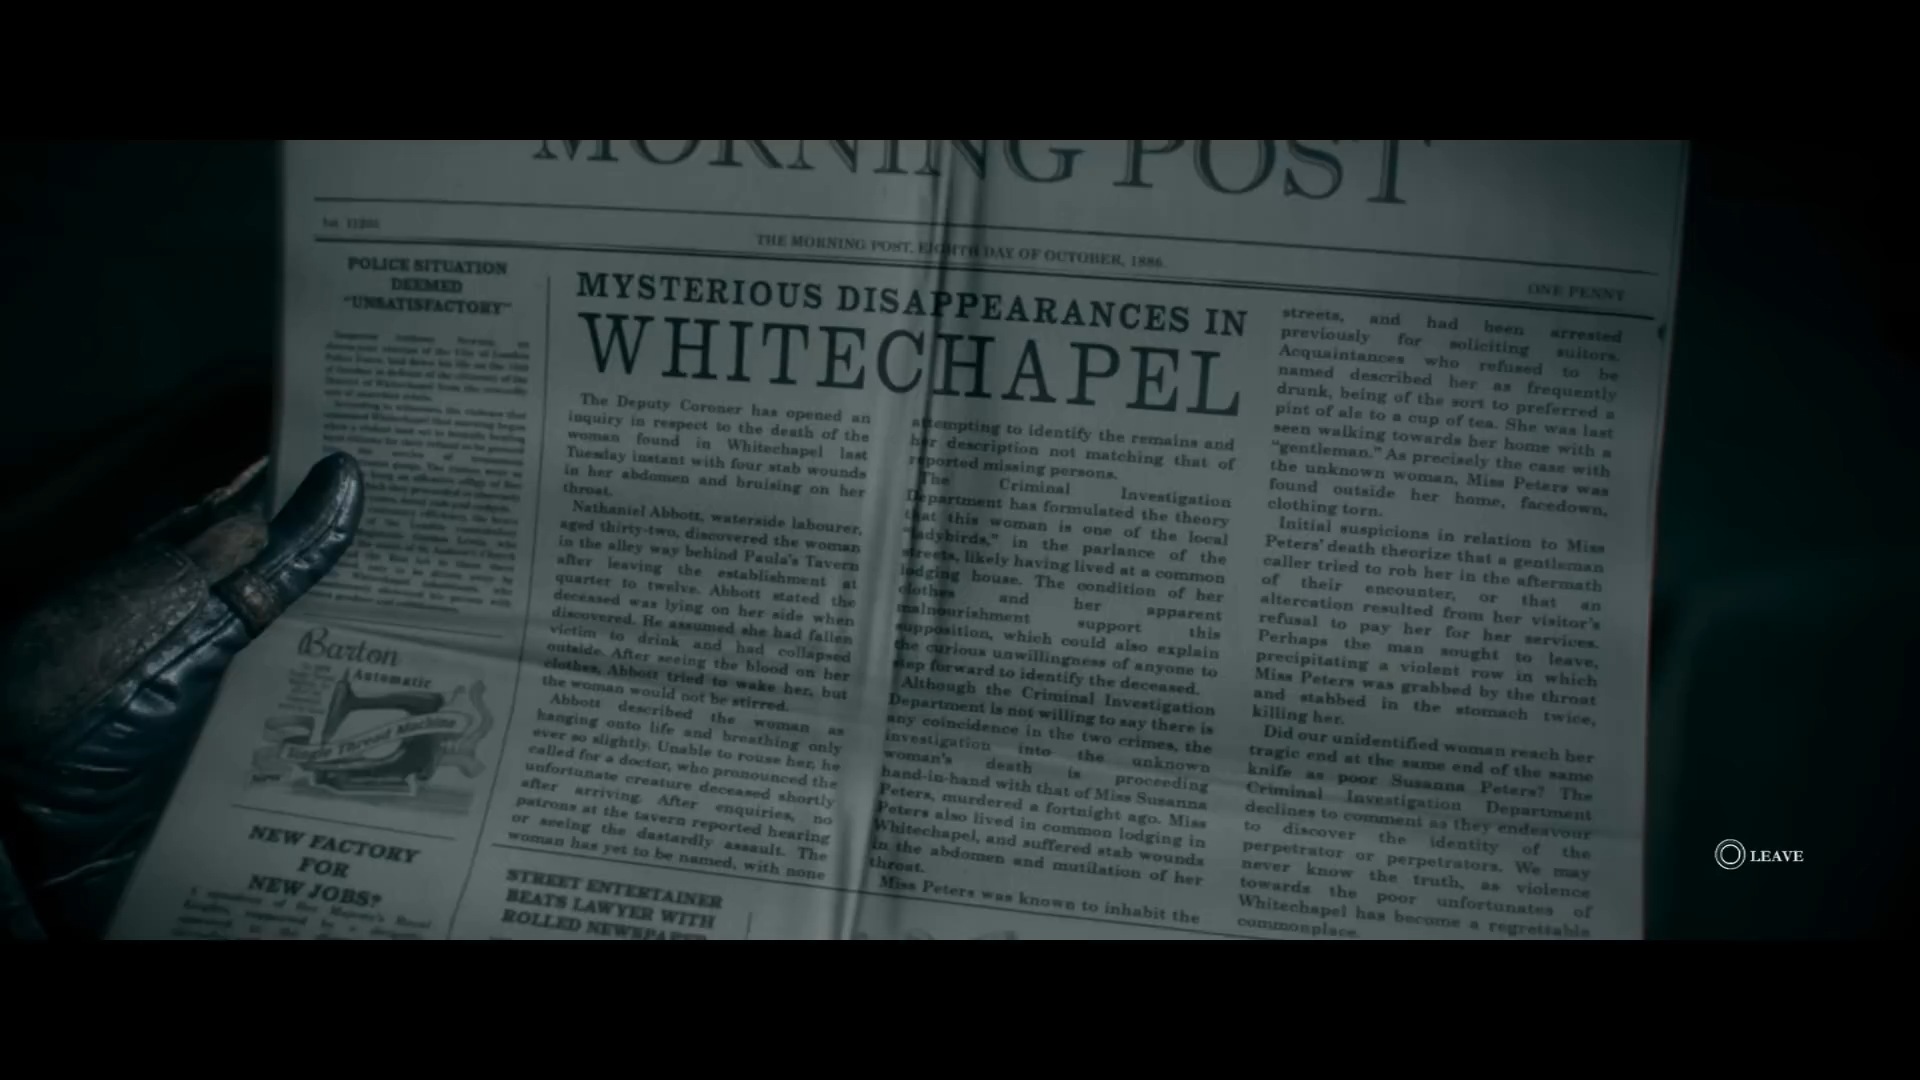 MORNING POST
THE MORNING POST, EIGHTH DAY OF OCTOBER, 1886.
ONE PENNY
POLICE SITUATION
DEEMED
"UNSATISFACTORY"
Barton
Automatic
Single Thread Machine
New
NEW FACTORY
FOR
NEW JOBS?
MYSTERIOUS DISAPPEARANCES IN
WHITECHAPEL
The Deputy Coroner has opened an
inquiry in respect to the death of the
woman found in Whitechapel last
Tuesday instant with four stab wounds
in her abdomen and bruising on her
throat.
Nathaniel Abbott, waterside labourer,
aged thirty-two, discovered the woman
in the alley way behind Paula's Tavern
after leaving the establishment at
quarter to twelve. Abbott stated the
deceased was lying on her side when
discovered. He assumed she had fallen
victim to drink and had collapsed
outside. After seeing the blood on her
clothes, Abbott tried to wake her, but
the woman would not be stirred.
Abbott described the woman as
hanging onto life and breathing only
ever so slightly. Unable to rouse her, he
called for a doctor, who pronounced the
unfortunate creature deceased shortly
after arriving. After enquiries, no
patrons at the tavern reported hearing
or seeing the dastardly assault. The
woman has yet to be named, with none
attempting to identify the remains and
her description not matching that of
reported missing persons.
The Criminal Investigation
Department has formulated the theory
that this woman is one of the local
"ladybirds," in the parlance of the
streets, likely having lived at a common
lodging house. The condition of her
clothes and her apparent
malnourishment support this
supposition, which could also explain
the curious unwillingness of anyone to
step forward to identify the deceased.
Although the Criminal Investigation
Department is not willing to say there is
any coincidence in the two crimes, the
investigation into the unknown
woman's death is proceeding
hand-in-hand with that of Miss Susanna
Peters, murdered a fortnight ago. Miss
Peters also lived in common lodging in
Whitechapel, and suffered stab wounds
in the abdomen and mutilation of her
throat.
Miss Peters was known to inhabit the
streets, and had been arrested
previously for soliciting suitors.
Acquaintances who refused to be
named described her as frequently
drunk, being of the sort to preferred a
pint of ale to a cup of tea. She was last
seen walking towards her home with a
"gentleman." As precisely the case with
the unknown woman, Miss Peters was
found outside her home, facedown,
clothing torn.
Initial suspicions in relation to Miss
Peters' death theorize that a gentleman
caller tried to rob her in the aftermath
of their encounter, or that an
altercation resulted from her visitor's
refusal to pay her for her services.
Perhaps the man sought to leave,
precipitating a violent row in which
Miss Peters was grabbed by the throat
and stabbed in the stomach twice,
killing her.
Did our unidentified woman reach her
tragic end at the same end of the same
knife as poor Susanna Peters? The
Criminal Investigation Department
declines to comment as they endeavour
to discover the identity of the
perpetrator or perpetrators. We may
never know the truth, as violence
towards the poor unfortunates of
Whitechapel has become a regrettable
commonplace.
STREET ENTERTAINER
BEATS LAWYER WITH
ROLLED NEWSPAPER
LEAVE